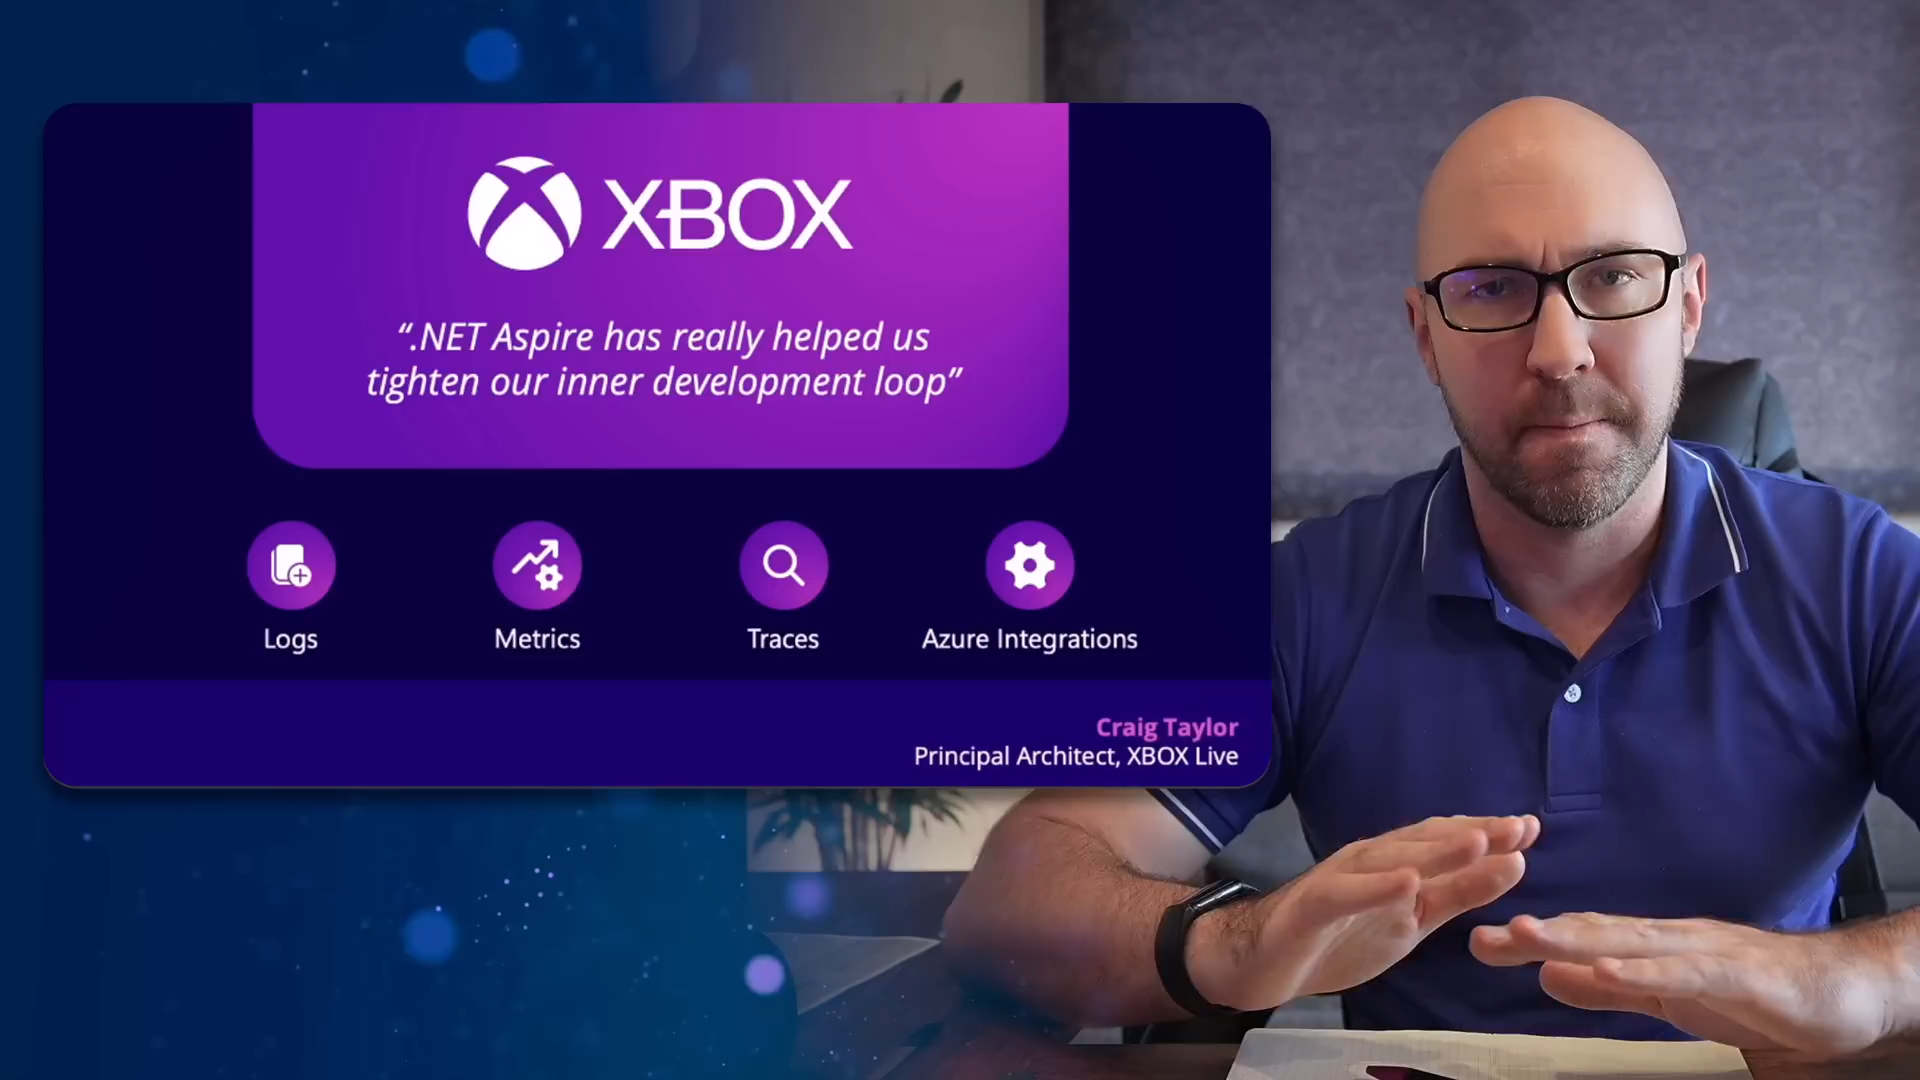 XBOX
“.NET Aspire has really helped us
tighten our inner development loop”
Logs
Metrics
Traces
Azure Integrations
Craig Taylor
Principal Architect, XBOX Live